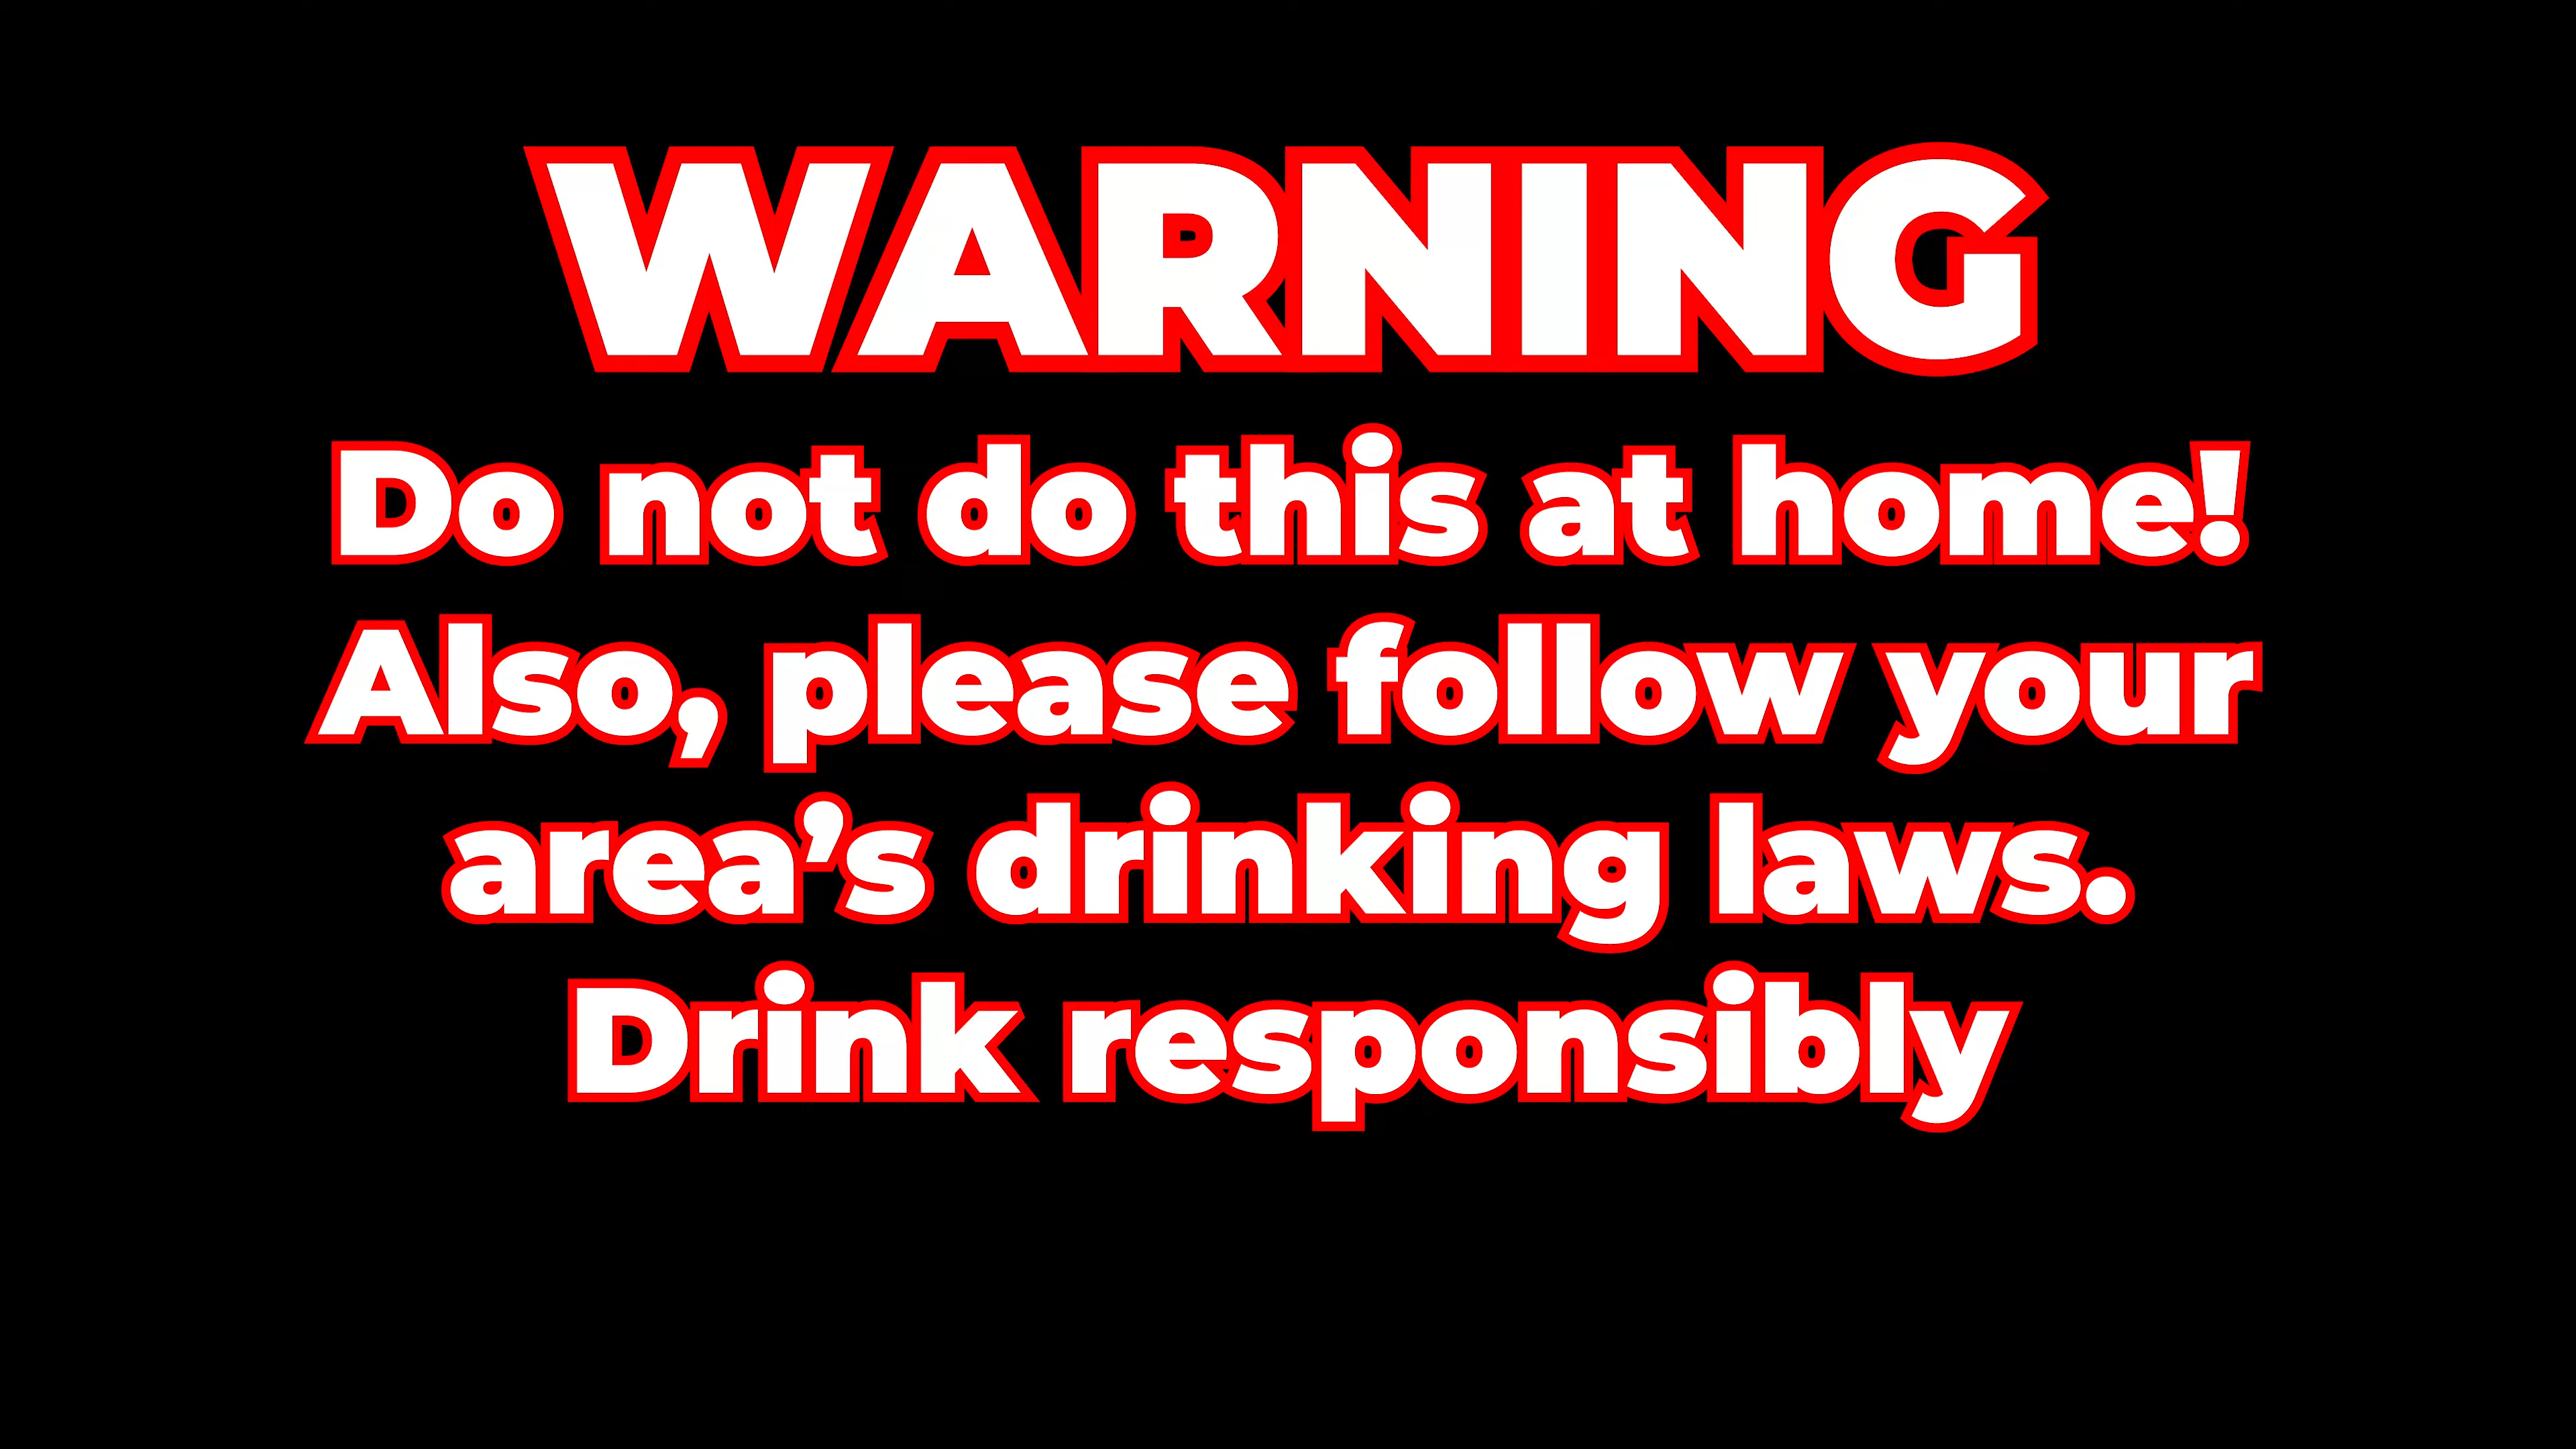 WARNING
Do not do this at home!
Also, please follow your
area’s drinking laws.
Drink responsibly